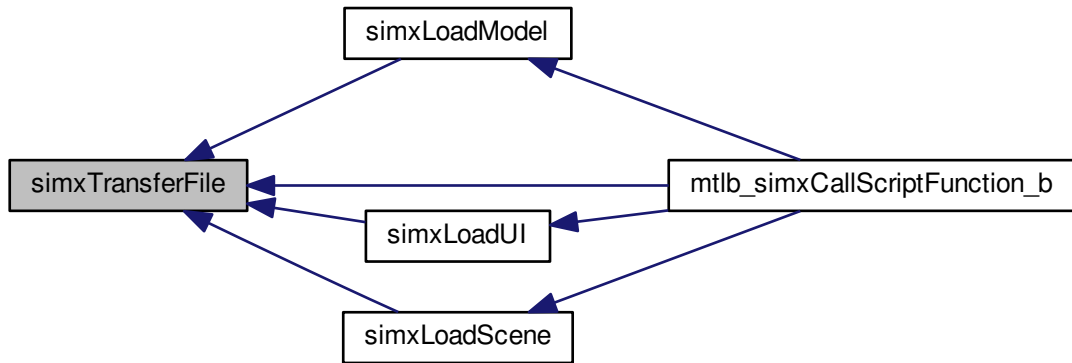 simxLoadModel
simxTransferFile
mtlb_simxCallScriptFunction_b
simxLoadUI
simxLoadScene